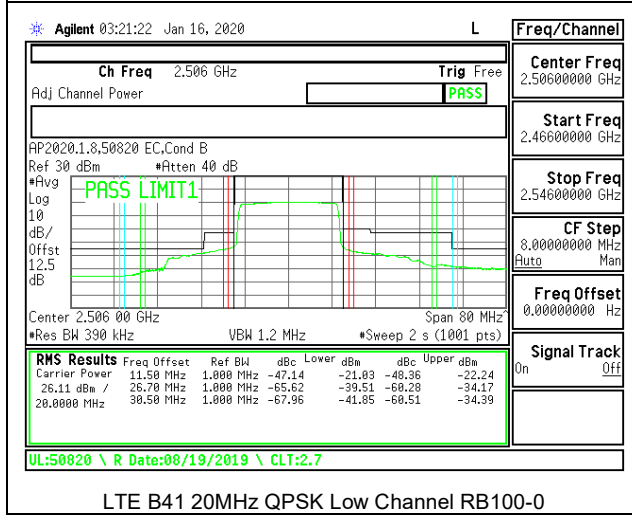 Agilent 03:21:22 Jan 16, 2020 L
Freq/Channel
Ch Freq 2.506 GHz Trig Free
Adj Channel Power PASS
AP2020.1.8,50820 EC,Cond B
Ref 30 dBm #Atten 40 dB
#Avg
Log
10
dB/
Offst
12.5
dB
PASS LIMIT1
Center 2.506 00 GHz Span 80 MHz^
#Res BW 390 kHz VBW 1.2 MHz #Sweep 2 s (1001 pts)
RMS Results Freq Offset Ref BW dBc Lower dBm dBc Upper dBm
Carrier Power 11.50 MHz 1.000 MHz -47.14 -21.03 -48.36 -22.24
26.11 dBm / 26.70 MHz 1.000 MHz -65.62 -39.51 -60.28 -34.17
20.0000 MHz 30.50 MHz 1.000 MHz -67.96 -41.85 -60.51 -34.39
UL:50820 \ R Date:08/19/2019 \ CLT:2.7
Center Freq
2.50600000 GHz
Start Freq
2.46600000 GHz
Stop Freq
2.54600000 GHz
CF Step
8.00000000 MHz
Auto Man
Freq Offset
0.00000000 Hz
Signal Track
On Off
LTE B41 20MHz QPSK Low Channel RB100-0